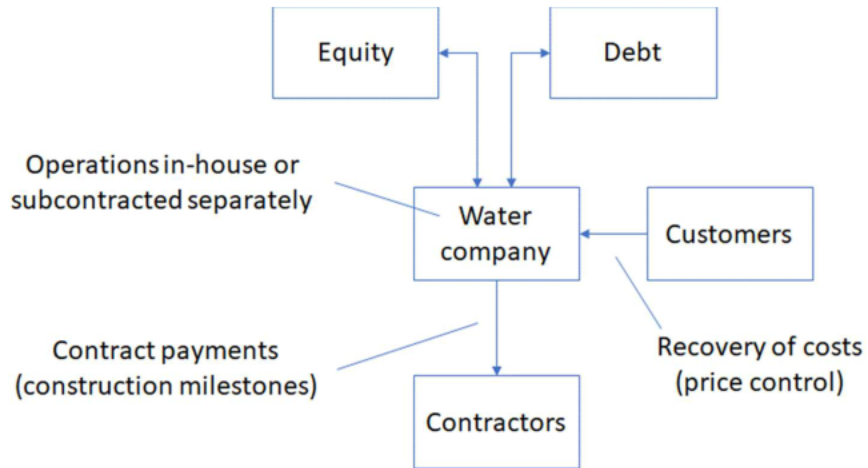 Equity
Debt
Operations in-house or
subcontracted separately
Water
company
Customers
Contract payments
(construction milestones)
Recovery of costs
(price control)
Contractors